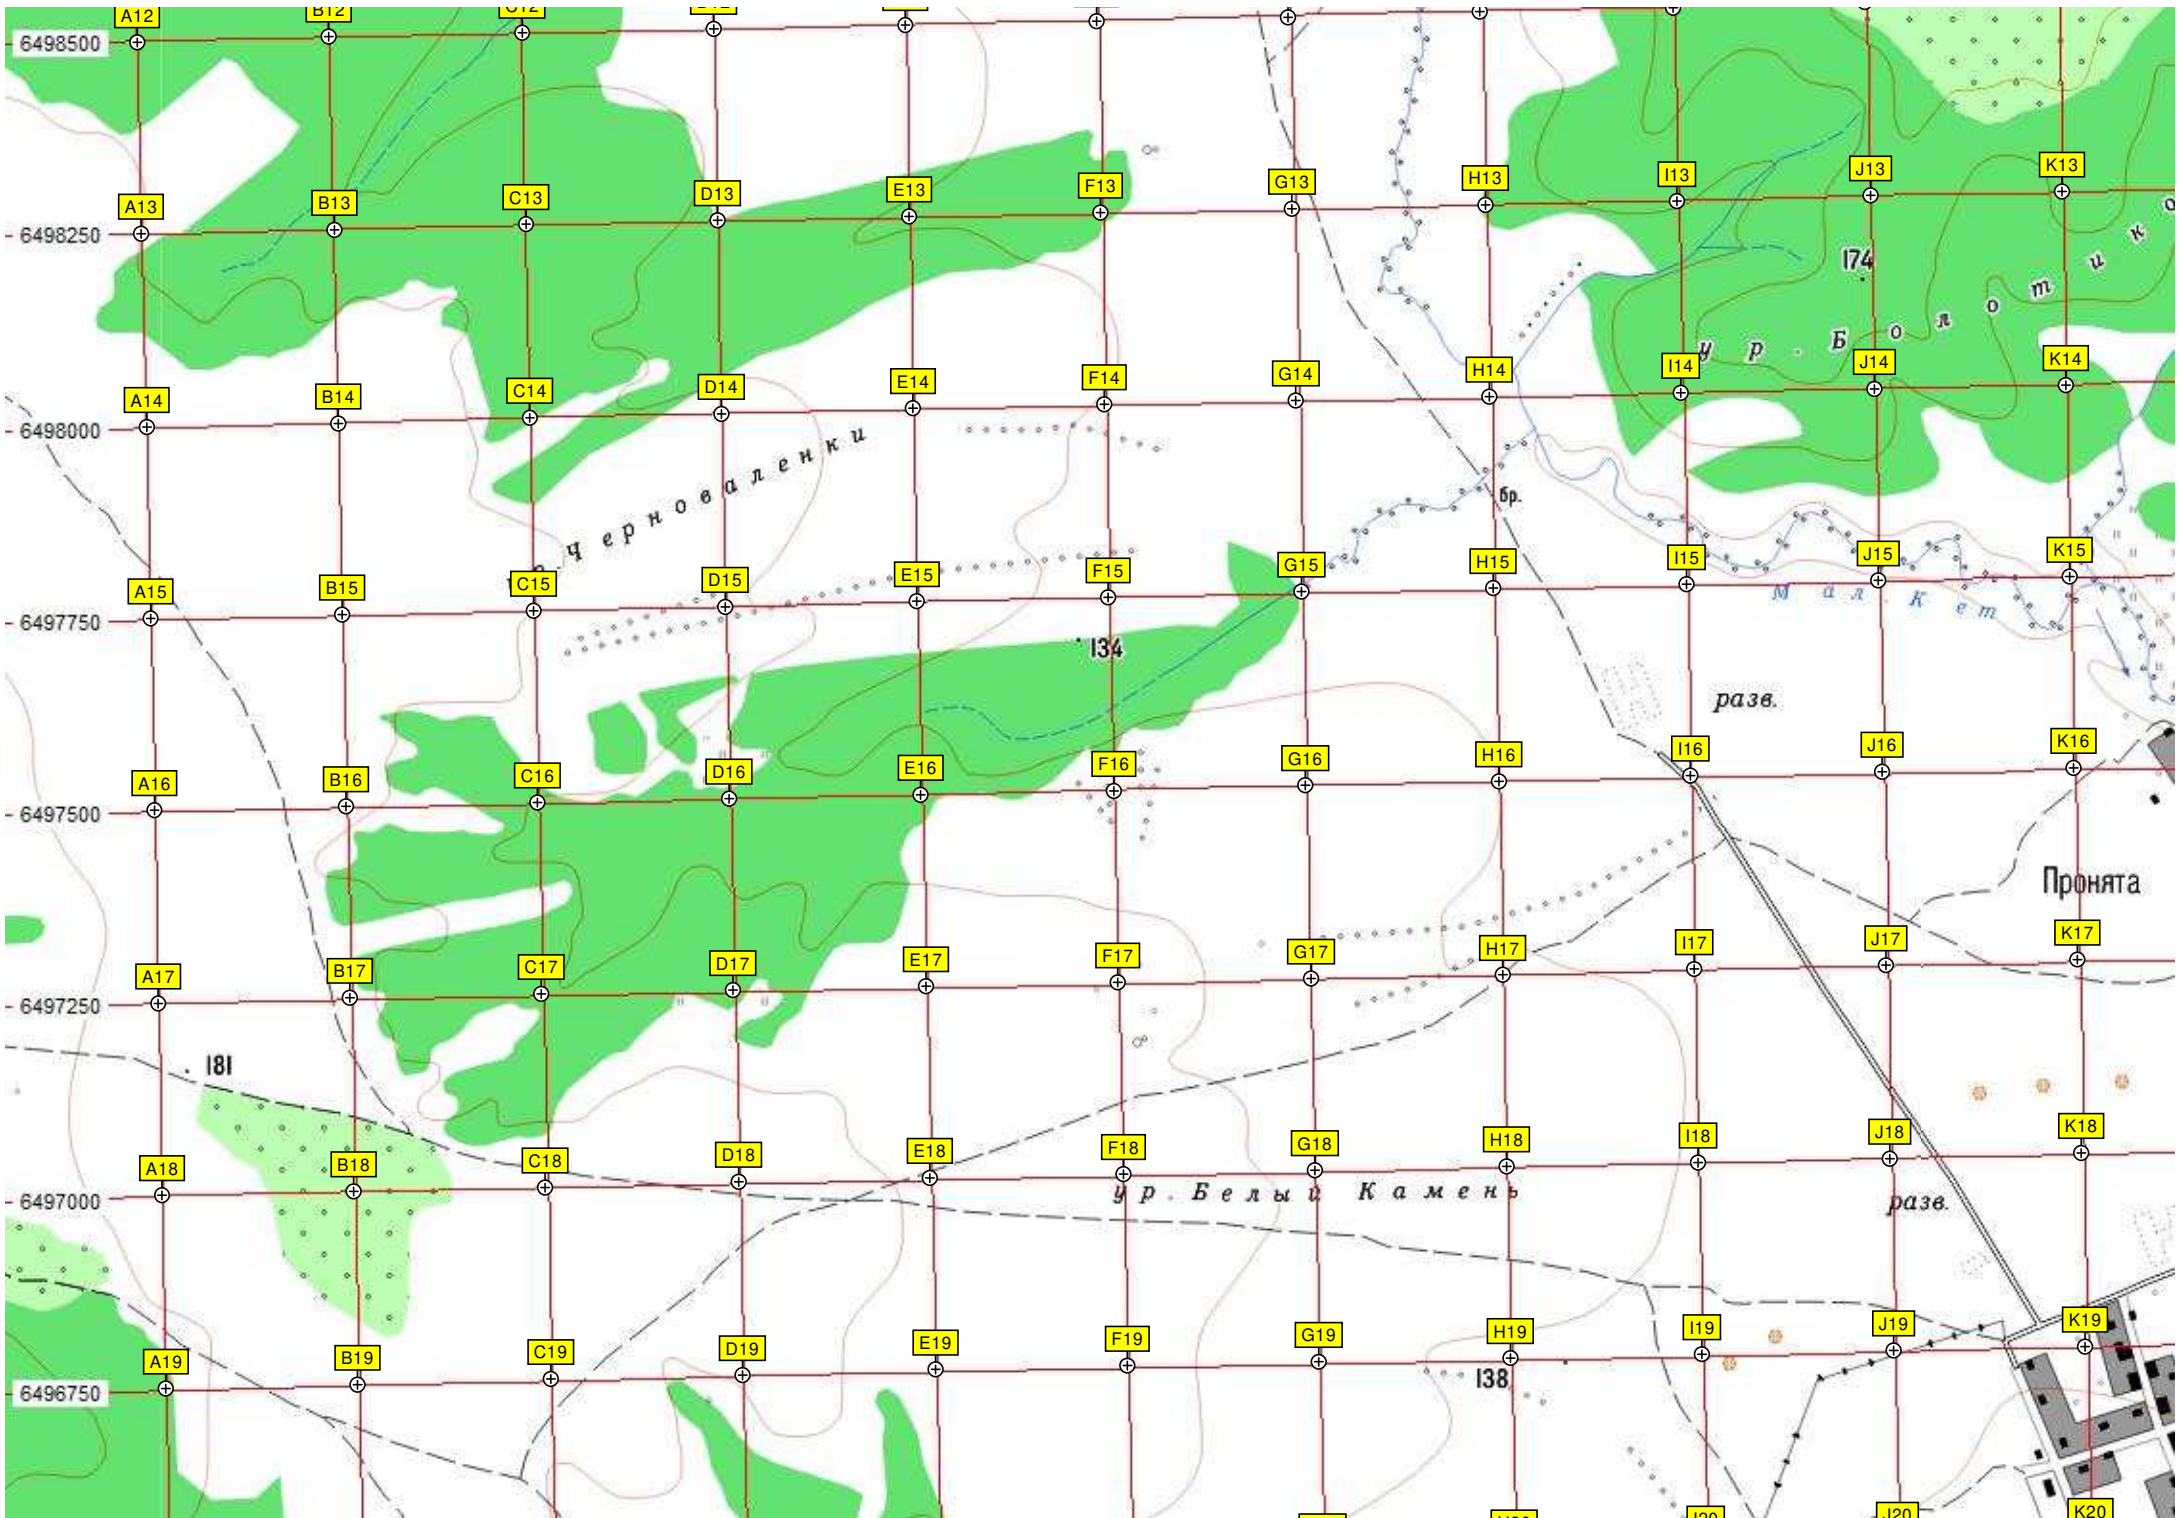 A12
B12
C12
6498500
A13 B13 C13 D13 E13 F13 G13 H13 I13 J13 K13
6498250
174
ур. Болотико
A14 B14 C14 D14 E14 F14 G14 H14 I14 J14 K14
6498000
Черноваленки
бр.
A15 B15 C15 D15 E15 F15 G15 H15 I15 J15 K15
6497750
Мал. Кет
134
разв.
A16 B16 C16 D16 E16 F16 G16 H16 I16 J16 K16
6497500
Пронята
A17 B17 C17 D17 E17 F17 G17 H17 I17 J17 K17
6497250
181
A18 B18 C18 D18 E18 F18 G18 H18 I18 J18 K18
6497000
ур. Белый Камень
разв.
A19 B19 C19 D19 E19 F19 G19 H19 I19 J19 K19
6496750
138
J20 K20